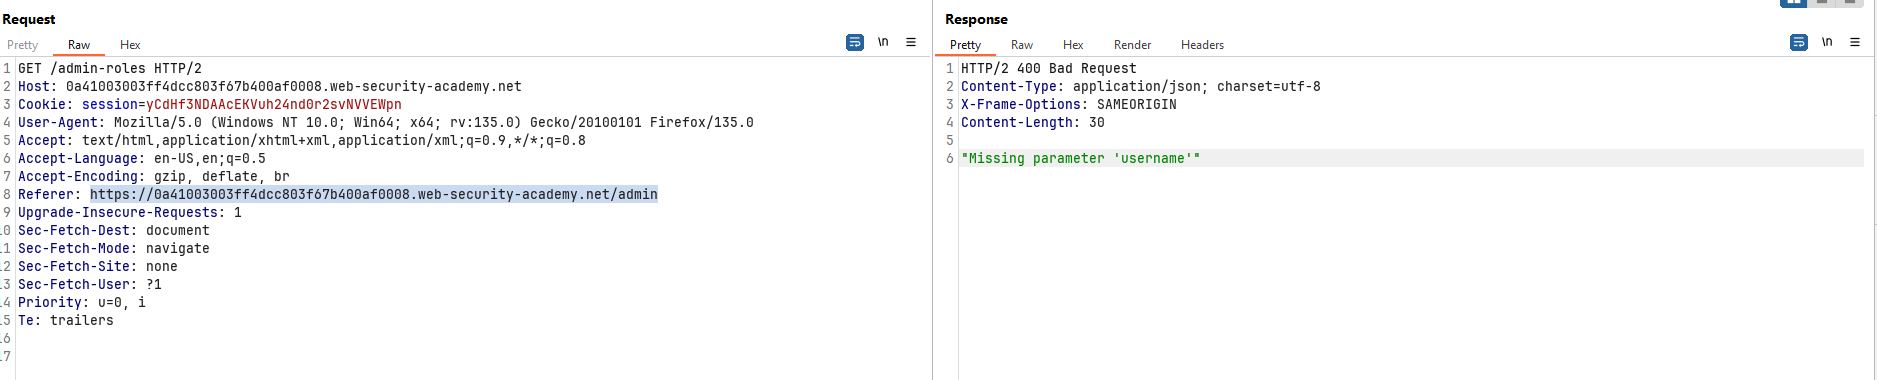 Request
Pretty Raw Hex
\n
1 GET /admin-roles HTTP/2
2 Host: 0a41003003ff4dcc803f67b400af0008.web-security-academy.net
3 Cookie: session=yCdHf3NDAAcEKVuh24nd0r2svNVVEWpn
4 User-Agent: Mozilla/5.0 (Windows NT 10.0; Win64; x64; rv:135.0) Gecko/20100101 Firefox/135.0
5 Accept: text/html,application/xhtml+xml,application/xml;q=0.9,*/*;q=0.8
6 Accept-Language: en-US,en;q=0.5
7 Accept-Encoding: gzip, deflate, br
8 Referer: https://0a41003003ff4dcc803f67b400af0008.web-security-academy.net/admin
9 Upgrade-Insecure-Requests: 1
10 Sec-Fetch-Dest: document
11 Sec-Fetch-Mode: navigate
12 Sec-Fetch-Site: none
13 Sec-Fetch-User: ?1
14 Priority: u=0, i
15 Te: trailers
16
17
Response
Pretty Raw Hex Render Headers
\n
1 HTTP/2 400 Bad Request
2 Content-Type: application/json; charset=utf-8
3 X-Frame-Options: SAMEORIGIN
4 Content-Length: 30
5
6 "Missing parameter 'username'"